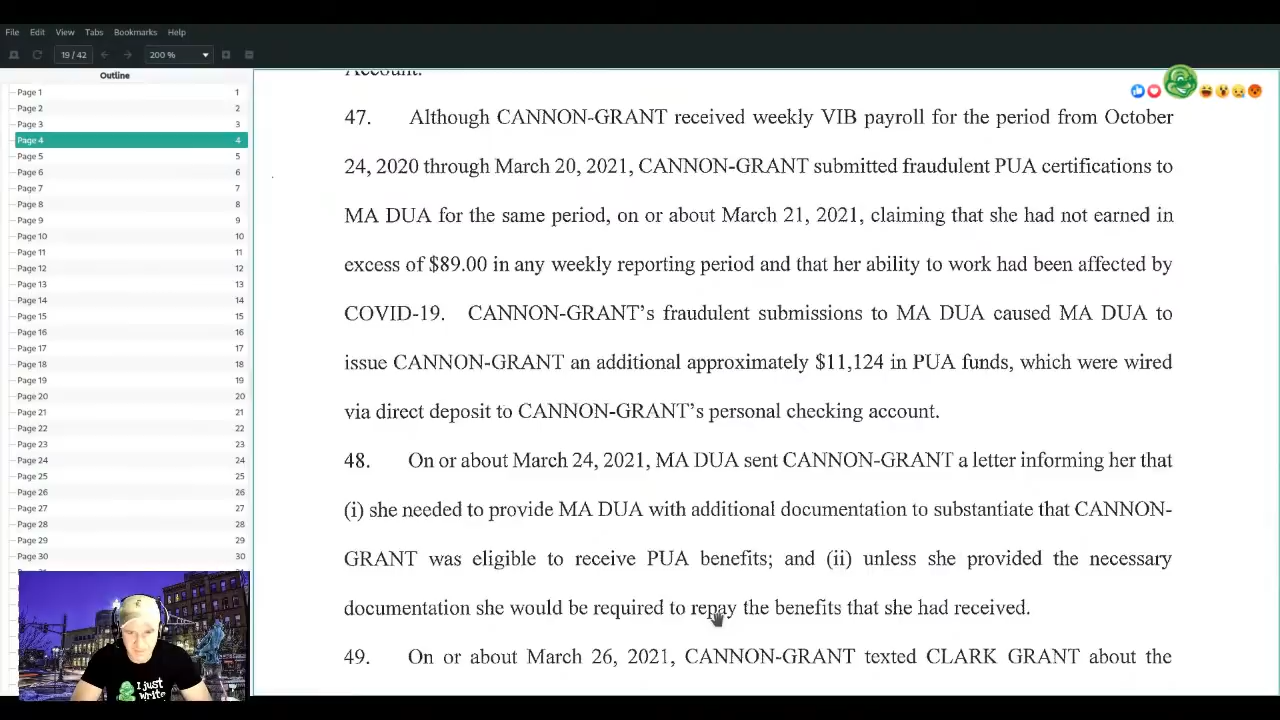 File Edit View Tabs Bookmarks Help
19 / 42 200 %
Outline
Page 1 1
Page 2 2
Page 3 3
Page 4 4
Page 5 5
Page 6 6
Page 7 7
Page 8 8
Page 9 9
Page 10 10
Page 11 11
Page 12 12
Page 13 13
Page 14 14
Page 15 15
Page 16 16
Page 17 17
Page 18 18
Page 19 19
Page 20 20
Page 21 21
Page 22 22
Page 23 23
Page 24 24
Page 25 25
Page 26 26
Page 27 27
Page 28 28
Page 29 29
Page 30 30
Account.
47. Although CANNON-GRANT received weekly VIB payroll for the period from October
24, 2020 through March 20, 2021, CANNON-GRANT submitted fraudulent PUA certifications to
MA DUA for the same period, on or about March 21, 2021, claiming that she had not earned in
excess of $89.00 in any weekly reporting period and that her ability to work had been affected by
COVID-19. CANNON-GRANT's fraudulent submissions to MA DUA caused MA DUA to
issue CANNON-GRANT an additional approximately $11,124 in PUA funds, which were wired
via direct deposit to CANNON-GRANT's personal checking account.
48. On or about March 24, 2021, MA DUA sent CANNON-GRANT a letter informing her that
(i) she needed to provide MA DUA with additional documentation to substantiate that CANNON-
GRANT was eligible to receive PUA benefits; and (ii) unless she provided the necessary
documentation she would be required to repay the benefits that she had received.
49. On or about March 26, 2021, CANNON-GRANT texted CLARK GRANT about the
I just
write